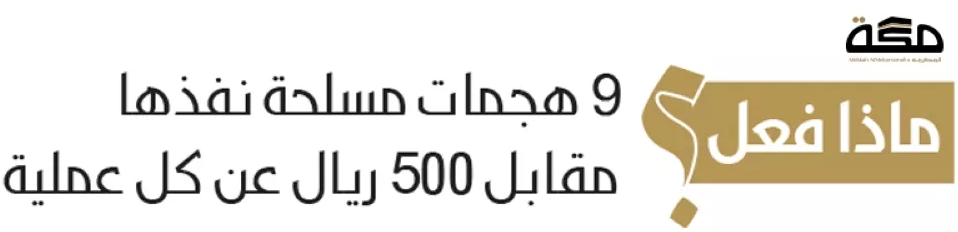 مكة
ماذا فعل؟
9 هجمات مسلحة نفذها
مقابل 500 ريال عن كل عملية